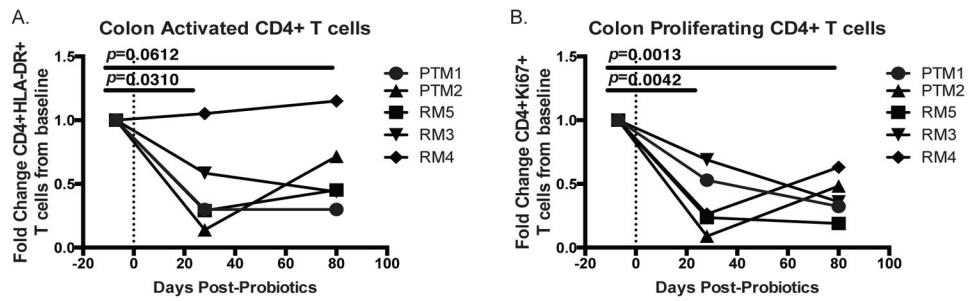 A.
Colon Activated CD4+ T cells
Fold Change CD4+HLA-DR+
T cells from baseline
1.5
1.0
0.5
0.0
p=0.0612
p=0.0310
PTM1
PTM2
RM5
RM3
RM4
-20 0 20 40 60 80 100
Days Post-Probiotics
B.
Colon Proliferating CD4+ T cells
Fold Change CD4+Ki67+
T cells from baseline
1.5
1.0
0.5
0.0
p=0.0013
p=0.0042
PTM1
PTM2
RM5
RM3
RM4
-20 0 20 40 60 80 100
Days Post-Probiotics